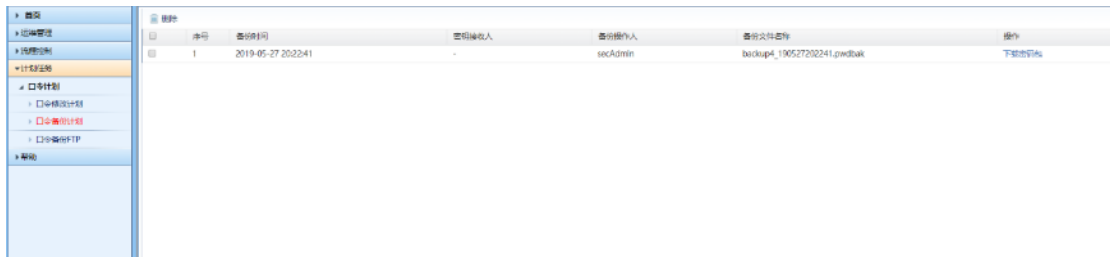 首页
运维管理
流程控制
计划任务
口令计划
口令修改计划
口令备份计划
口令备份FTP
帮助
删除
序号 备份时间 密钥接收人 备份操作人 备份文件名称 操作
1 2019-05-27 20:22:41 - secAdmin backup4_190527202241.pwdbak 下载密码包